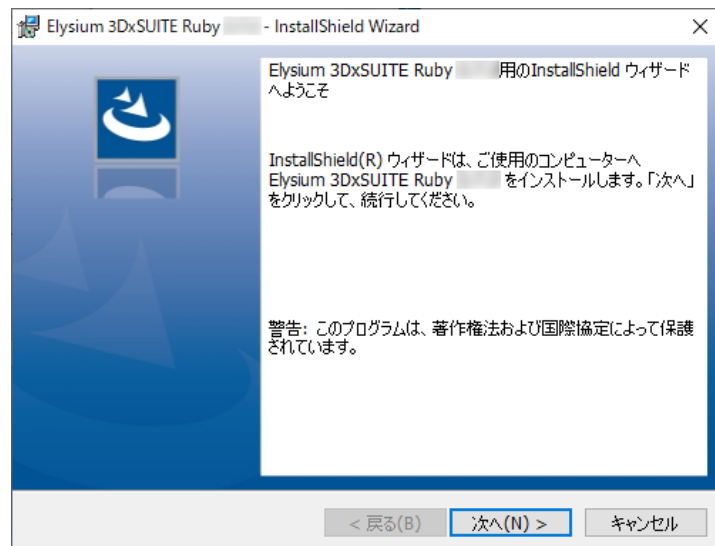 Elysium 3DxSUITE Ruby - InstallShield Wizard
Elysium 3DxSUITE Ruby 用のInstallShield ウィザード
へようこそ
InstallShield(R) ウィザードは、ご使用のコンピューターへ
Elysium 3DxSUITE Ruby をインストールします。「次へ」
をクリックして、続行してください。
警告: このプログラムは、著作権法および国際協定によって保護
されています。
< 戻る(B) 次へ(N) > キャンセル